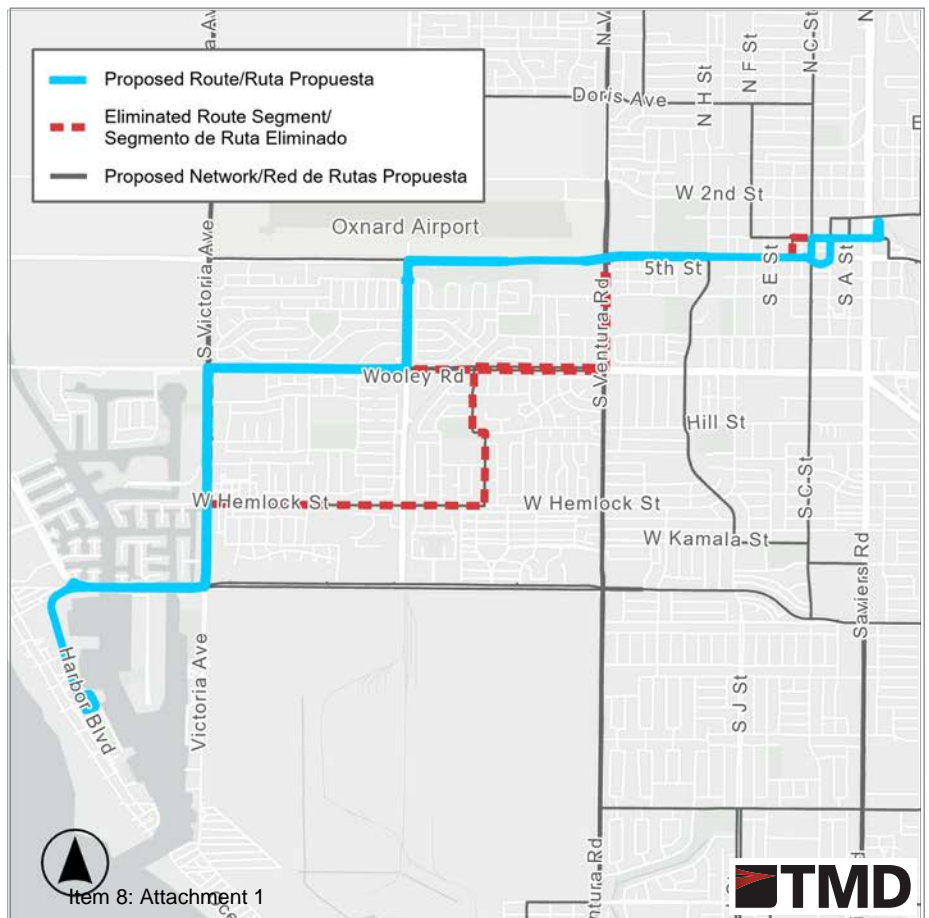 Proposed Route/Ruta Propuesta
Eliminated Route Segment/
Segmento de Ruta Eliminado
Proposed Network/Red de Rutas Propuesta
a Ave
N V
N H St
N F St
N C St
N
Doris Ave
E
W 2nd St
Oxnard Airport
S Victoria Ave
5th St
S E St
S A St
S Ventura Rd
Wooley Rd
Hill St
S C St
W Hemlock St
W Hemlock St
W Kamala St
Saviers Rd
Harbor Blvd
Victoria Ave
S J St
entura Rd
Oce
d
Item 8: Attachment 1
TMD